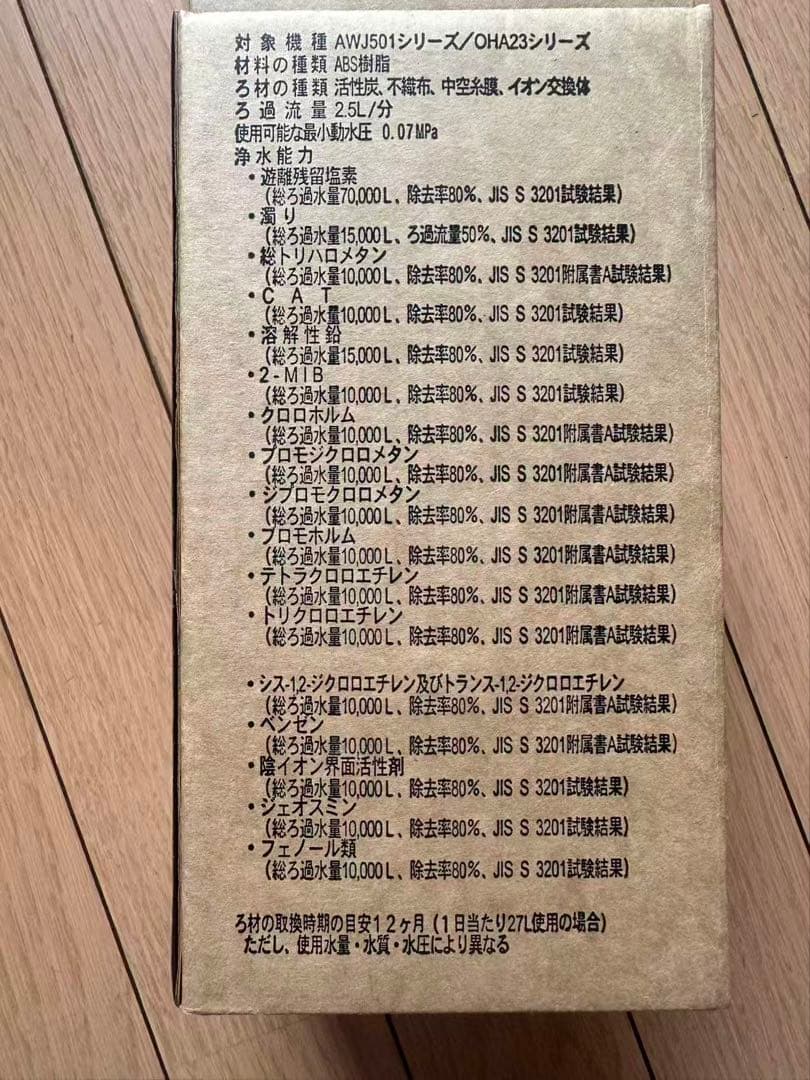 対象機種 AWJ501シリーズ/OHA23シリーズ
材料の種類 ABS樹脂
ろ材の種類 活性炭、不織布、中空糸膜、イオン交換体
ろ過流量 2.5L/分
使用可能な最小動水圧 0.07MPa
浄水能力
・遊離残留塩素
(総ろ過水量70,000L、除去率80%、JIS S 3201試験結果)
・濁り
(総ろ過水量15,000L、ろ過流量50%、JIS S 3201試験結果)
・総トリハロメタン
(総ろ過水量10,000L、除去率80%、JIS S 3201附属書A試験結果)
・CAT
(総ろ過水量10,000L、除去率80%、JIS S 3201試験結果)
・溶解性鉛
(総ろ過水量15,000L、除去率80%、JIS S 3201試験結果)
・2-MIB
(総ろ過水量10,000L、除去率80%、JIS S 3201試験結果)
・クロロホルム
(総ろ過水量10,000L、除去率80%、JIS S 3201附属書A試験結果)
・ブロモジクロロメタン
(総ろ過水量10,000L、除去率80%、JIS S 3201附属書A試験結果)
・ジブロモクロロメタン
(総ろ過水量10,000L、除去率80%、JIS S 3201附属書A試験結果)
・ブロモホルム
(総ろ過水量10,000L、除去率80%、JIS S 3201附属書A試験結果)
・テトラクロロエチレン
(総ろ過水量10,000L、除去率80%、JIS S 3201附属書A試験結果)
・トリクロロエチレン
(総ろ過水量10,000L、除去率80%、JIS S 3201附属書A試験結果)
・シス-1,2-ジクロロエチレン及びトランス-1,2-ジクロロエチレン
(総ろ過水量10,000L、除去率80%、JIS S 3201附属書A試験結果)
・ベンゼン
(総ろ過水量10,000L、除去率80%、JIS S 3201附属書A試験結果)
・陰イオン界面活性剤
(総ろ過水量10,000L、除去率80%、JIS S 3201試験結果)
・ジェオスミン
(総ろ過水量10,000L、除去率80%、JIS S 3201試験結果)
・フェノール類
(総ろ過水量10,000L、除去率80%、JIS S 3201試験結果)
ろ材の取換時期の目安12ヶ月(1日当たり27L使用の場合)
ただし、使用水量・水質・水圧により異なる